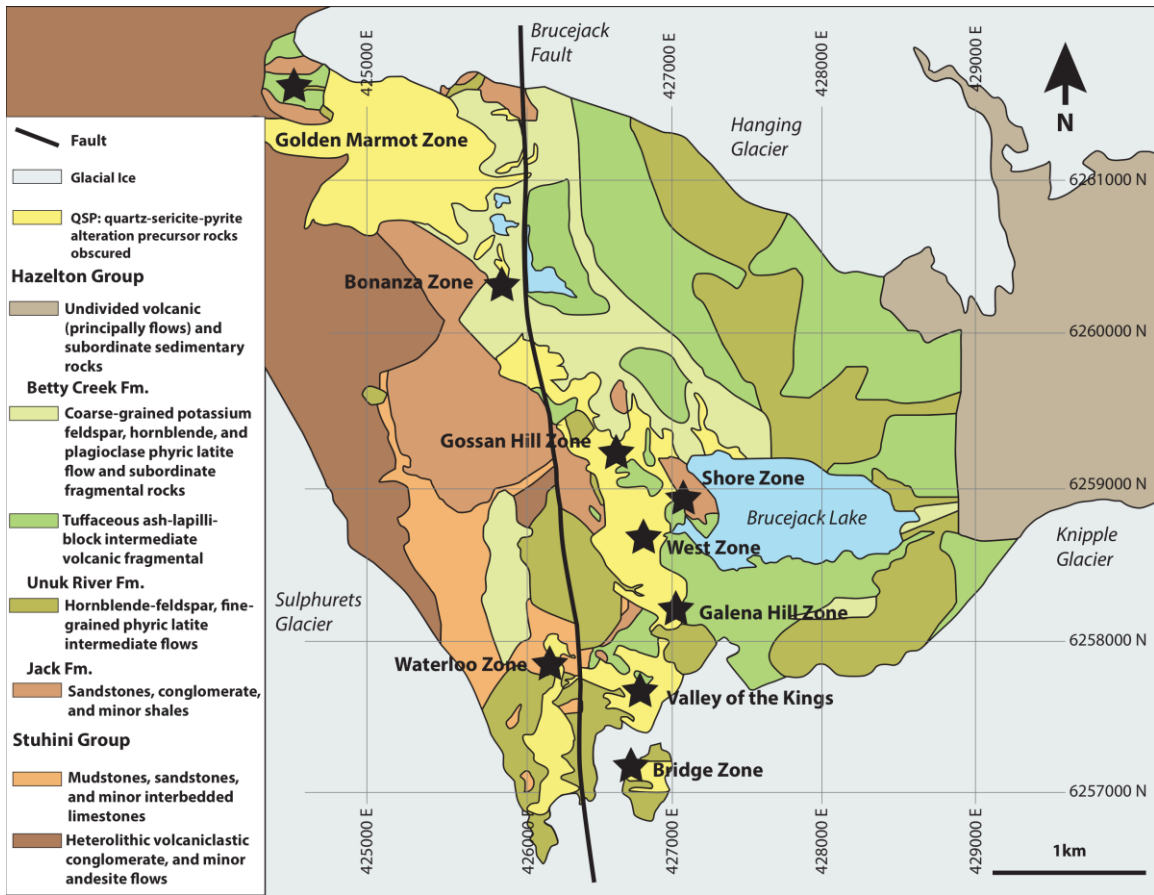 Brucejack
Fault
425000 E
427000 E
428000 E
429000 E
N
Hanging
Glacier
Golden Marmot Zone
6261000 N
Fault
Glacial Ice
QSP: quartz-sericite-pyrite
alteration precursor rocks
obscured
Hazelton Group
Undivided volcanic
(principally flows) and
subordinate sedimentary
rocks
Betty Creek Fm.
Coarse-grained potassium
feldspar, hornblende, and
plagioclase phyric latite
flow and subordinate
fragmental rocks
Tuffaceous ash-lapilli-
block intermediate
volcanic fragmental
Unuk River Fm.
Hornblende-feldspar, fine-
grained phyric latite
intermediate flows
Jack Fm.
Sandstones, conglomerate,
and minor shales
Stuhini Group
Mudstones, sandstones,
and minor interbedded
limestones
Heterolithic volcaniclastic
conglomerate, and minor
andesite flows
Bonanza Zone
6260000 N
Gossan Hill Zone
Shore Zone
6259000 N
Brucejack Lake
West Zone
Knipple
Glacier
Sulphurets
Glacier
Galena Hill Zone
6258000 N
Waterloo Zone
Valley of the Kings
Bridge Zone
6257000 N
425000 E
426000 E
427000 E
428000 E
429000 E
1km